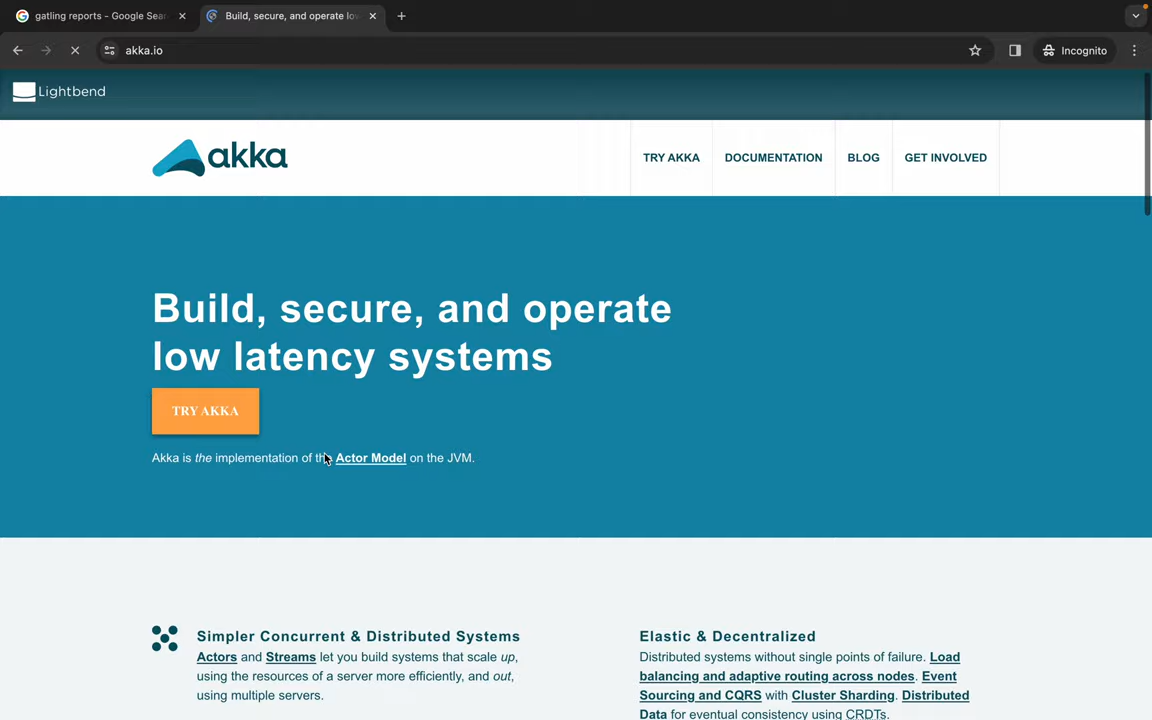 gatling reports - Google Sear
Build, secure, and operate lo
akka.io
Incognito
Lightbend
akka
TRY AKKA
DOCUMENTATION
BLOG
GET INVOLVED
Build, secure, and operate
low latency systems
TRY AKKA
Akka is the implementation of the Actor Model on the JVM.
Simpler Concurrent & Distributed Systems
Actors and Streams let you build systems that scale up,
using the resources of a server more efficiently, and out,
using multiple servers.
Elastic & Decentralized
Distributed systems without single points of failure. Load
balancing and adaptive routing across nodes. Event
Sourcing and CQRS with Cluster Sharding. Distributed
Data for eventual consistency using CRDTs.